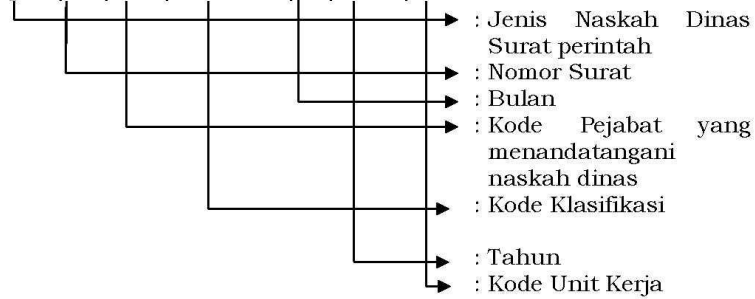 : Jenis Naskah Dinas
Surat perintah
: Nomor Surat
: Bulan
: Kode Pejabat yang
menandatangani
naskah dinas
: Kode Klasifikasi
: Tahun
: Kode Unit Kerja